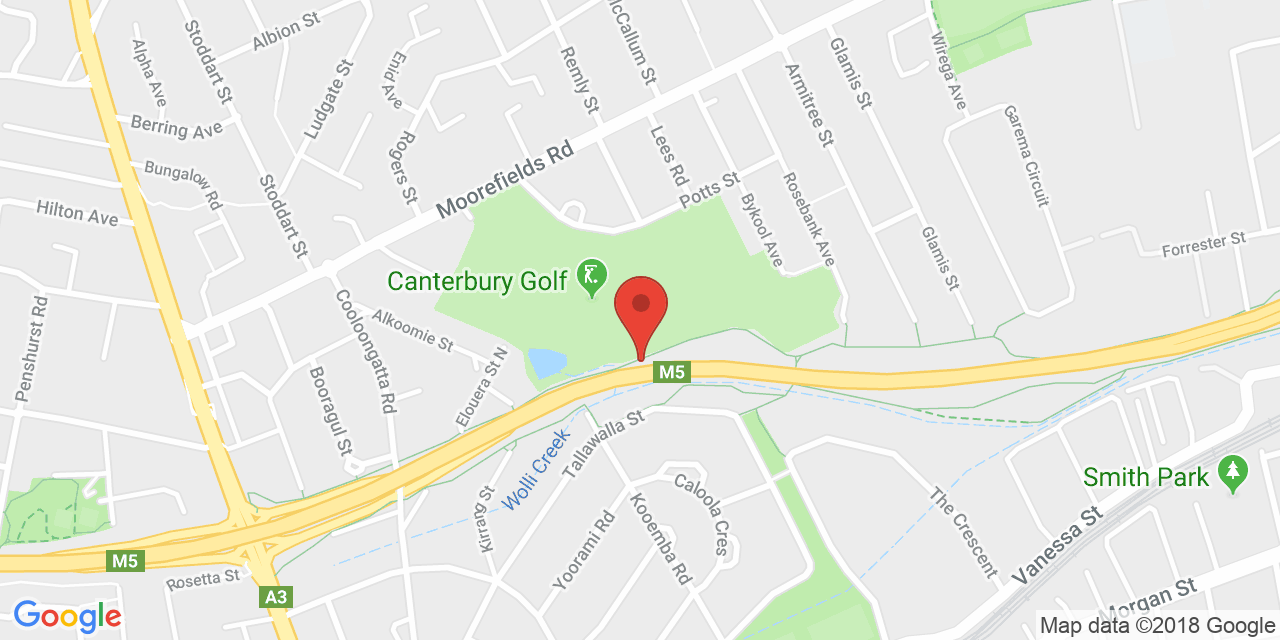 Albion St
Stoddart St
Alpha Ave
Ludgate St
Enid Ave
Remly St
McCallum St
Glamis St
Wirega Ave
Armitree St
Berring Ave
Garema Circuit
Rogers St
Moorefields Rd
Lees Rd
Bungalow Rd
Potts St
Rosebank Ave
Bykool Ave
Hilton Ave
Stoddart St
Glamis St
Forrester St
Canterbury Golf
Penshurst Rd
Cooloongatta Rd
Alkoomie St
Elouera St N
M5
Booragul St
Tallawalla St
Wolli Creek
Smith Park
Caloola Cres
Kirrang St
Kooemba Rd
Yoorami Rd
The Crescent
Vanessa St
M5
Rosetta St
A3
Morgan St
Google
Map data ©2018 Google